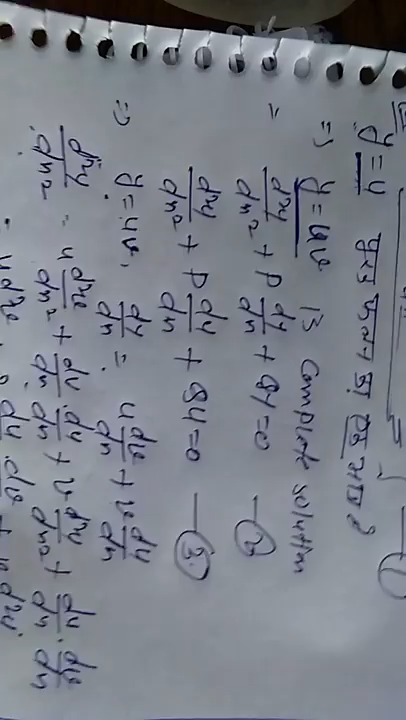 y = u पूरक फलन का एक भाग है
⇒ y = uv is complete solution
= d²y/dx² + P dy/dx + Qy = 0 — (2)
d²u/dx² + P du/dx + Qu = 0 — (3)
⇒ y = uv, dy/dx = u dv/dx + v du/dx
d²y/dx² = u d²v/dx² + dv/dx · du/dx + v d²u/dx² + du/dx · dv/dx